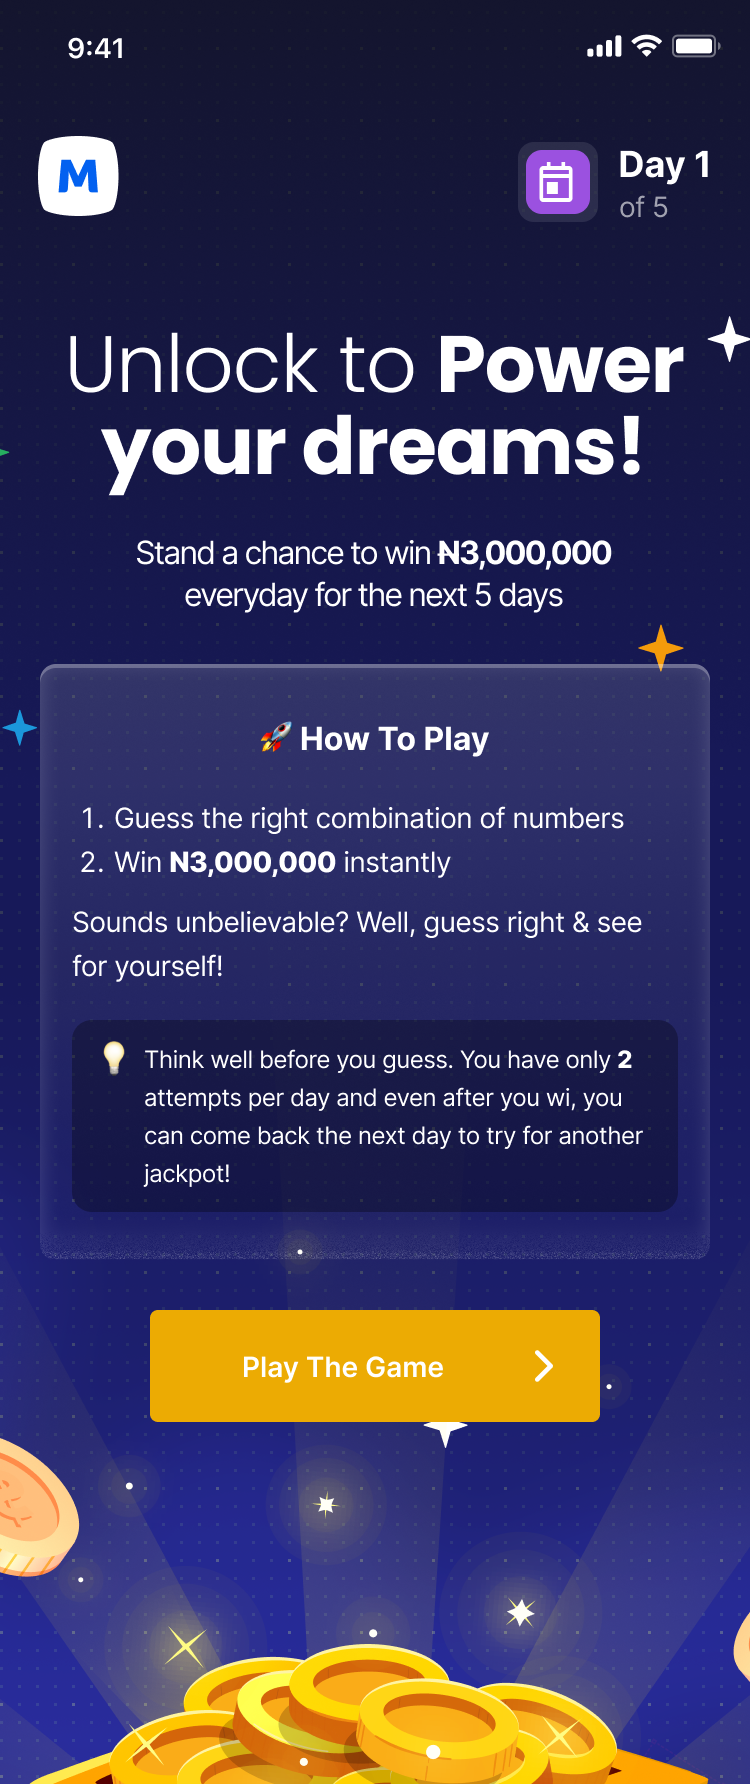 9:41
M
Day 1
of 5
Unlock to Power
your dreams!
Stand a chance to win ₦3,000,000
everyday for the next 5 days
🚀 How To Play
1. Guess the right combination of numbers
2. Win N3,000,000 instantly
Sounds unbelievable? Well, guess right & see
for yourself!
💡 Think well before you guess. You have only 2
attempts per day and even after you wi, you
can come back the next day to try for another
jackpot!
Play The Game